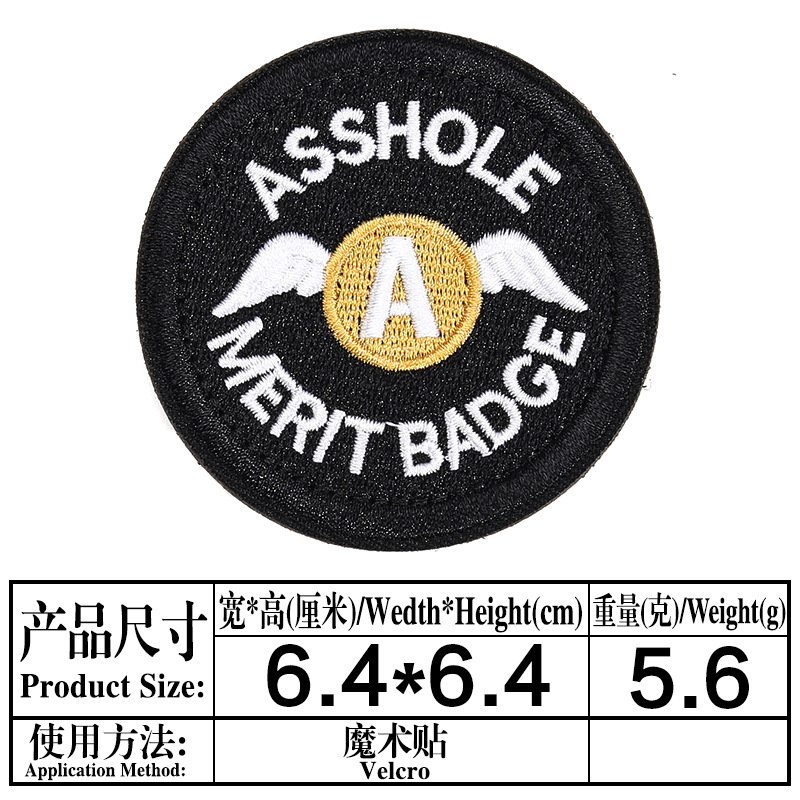 ASSHOLE
A
MERIT BADGE
产品尺寸
Product Size:
宽*高(厘米)/Wedth*Height(cm)
重量(克)/Weight(g)
6.4*6.4
5.6
使用方法:
Application Method:
魔术贴
Velcro